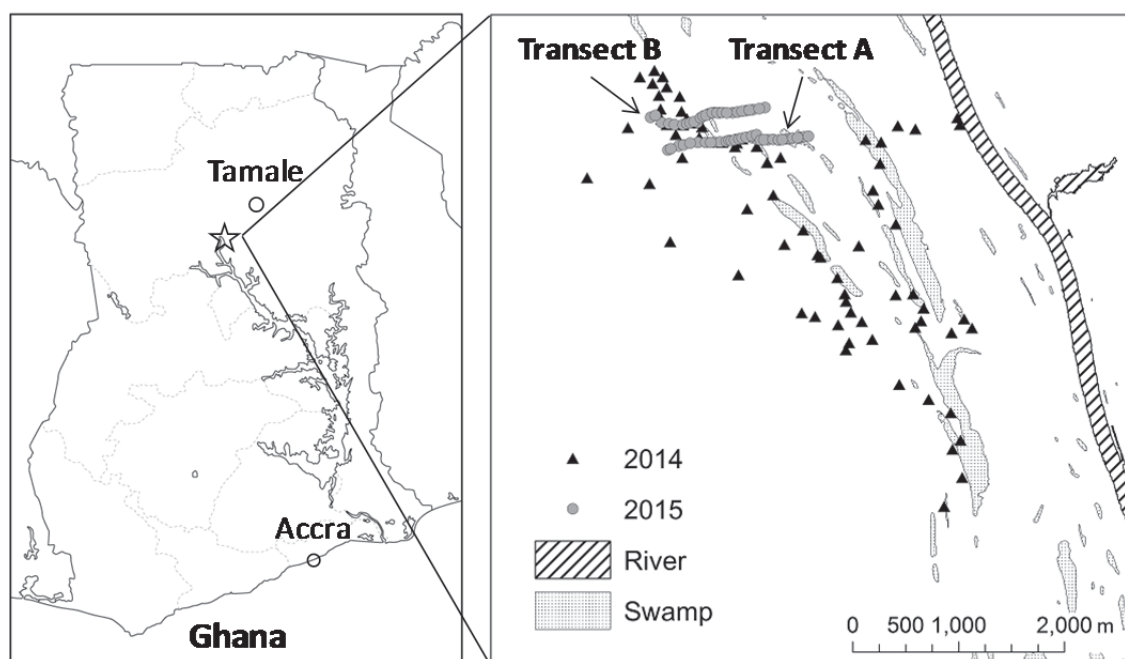 Tamale
Accra
Ghana
Transect B
Transect A
2014
2015
River
Swamp
0 500 1,000 2,000 m